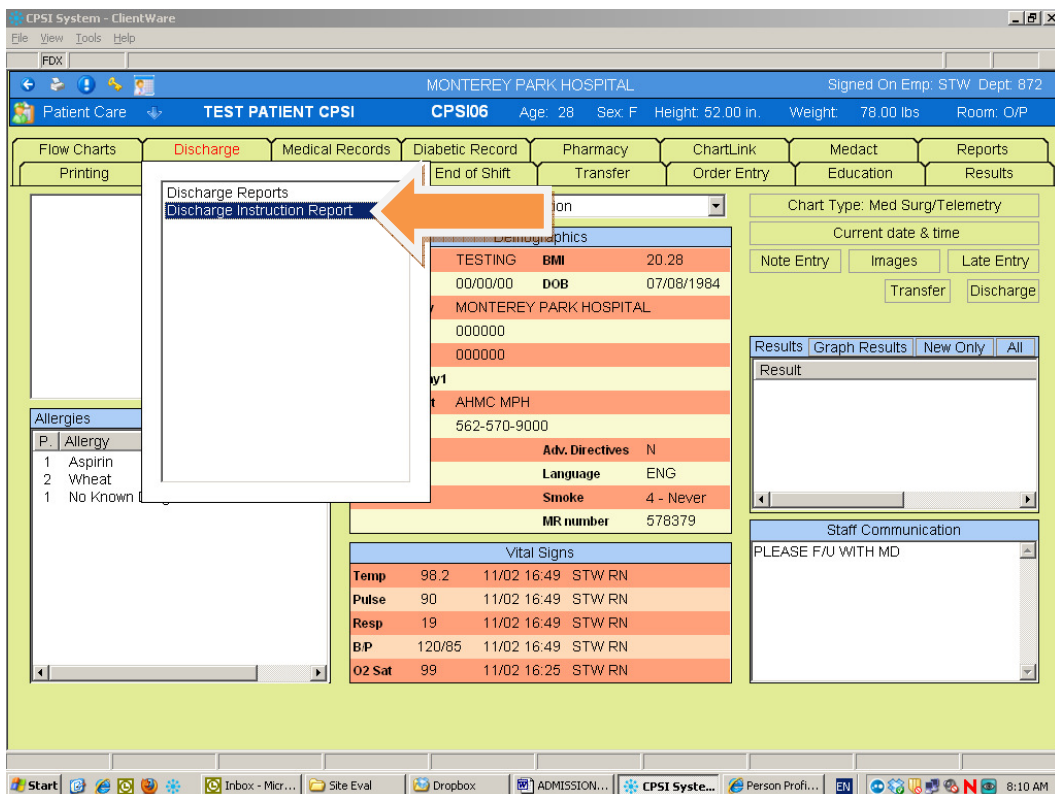 CPSI System - ClientWare
File View Tools Help
FDX
MONTEREY PARK HOSPITAL Signed On Emp: STW Dept: 872
Patient Care TEST PATIENT CPSI CPSI06 Age: 28 Sex: F Height: 52.00 in. Weight: 78.00 lbs Room: O/P
Flow Charts Discharge Medical Records Diabetic Record Pharmacy ChartLink Medact Reports
Printing End of Shift Transfer Order Entry Education Results
Discharge Reports
Discharge Instruction Report
Chart Type: Med Surg/Telemetry
Current date & time
Note Entry Images Late Entry
Transfer Discharge
Demographics
TESTING BMI 20.28
00/00/00 DOB 07/08/1984
MONTEREY PARK HOSPITAL
000000
000000
AHMC MPH
562-570-9000
Adv. Directives N
Language ENG
Smoke 4 - Never
MR number 578379
Allergies
P. Allergy
1 Aspirin
2 Wheat
1 No Known
Vital Signs
Temp 98.2 11/02 16:49 STW RN
Pulse 90 11/02 16:49 STW RN
Resp 19 11/02 16:49 STW RN
B/P 120/85 11/02 16:49 STW RN
O2 Sat 99 11/02 16:25 STW RN
Results Graph Results New Only All
Result
Staff Communication
PLEASE F/U WITH MD
Start Inbox - Micr... Site Eval Dropbox ADMISSION... CPSI Syste... Person Profi... EN 8:10 AM